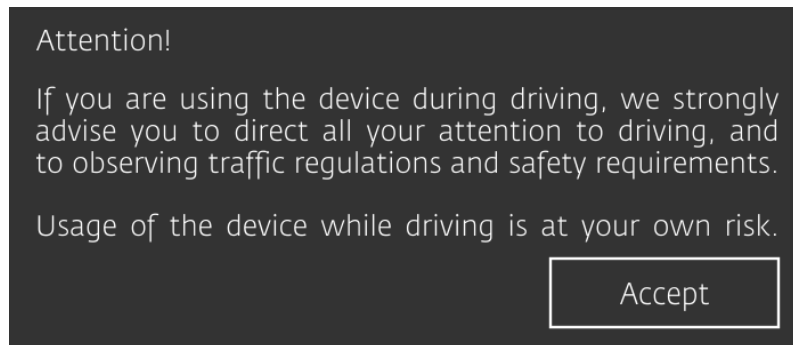 Attention!
If you are using the device during driving, we strongly
advise you to direct all your attention to driving, and
to observing traffic regulations and safety requirements.
Usage of the device while driving is at your own risk.
Accept